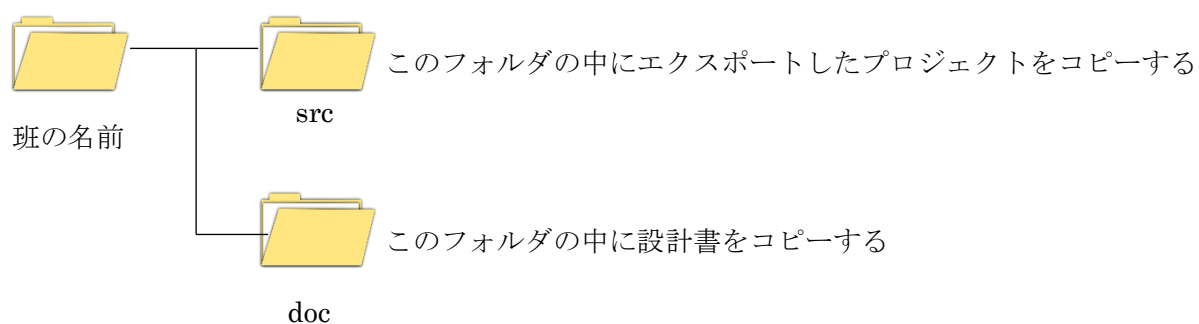 このフォルダの中にエクスポートしたプロジェクトをコピーする
src
班の名前
このフォルダの中に設計書をコピーする
doc